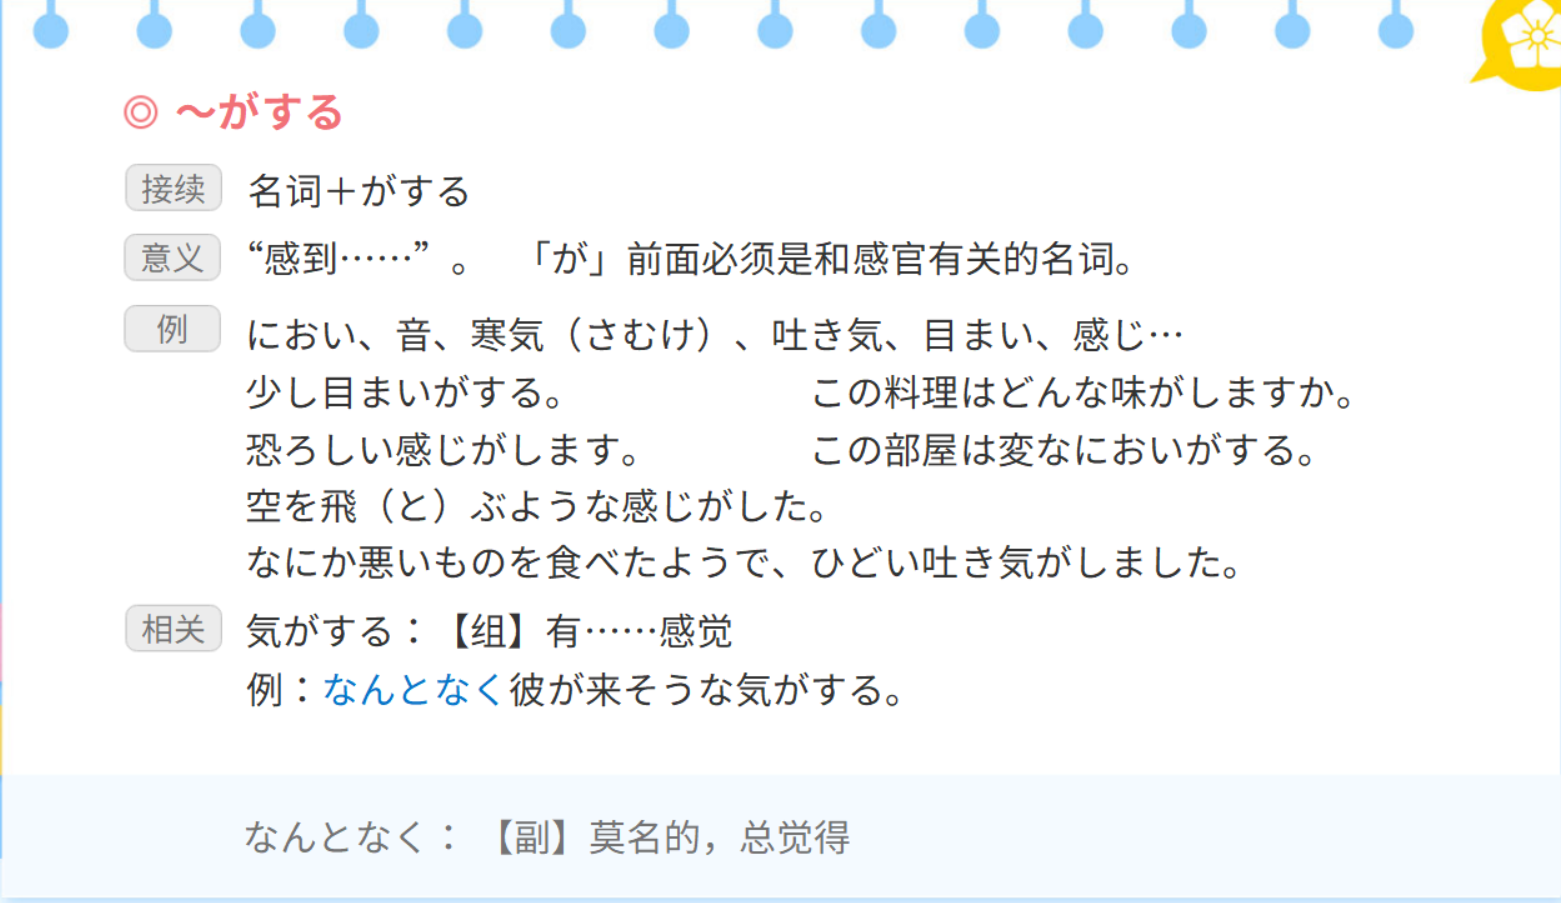 ◎ ～がする
接续 名词＋がする
意义 “感到……”。 「が」前面必须是和感官有关的名词。
例 におい、音、寒気（さむけ）、吐き気、目まい、感じ…
少し目まいがする。 この料理はどんな味がしますか。
恐ろしい感じがします。 この部屋は変なにおいがする。
空を飛（と）ぶような感じがした。
なにか悪いものを食べたようで、ひどい吐き気がしました。
相关 気がする：【组】有……感觉
例：なんとなく彼が来そうな気がする。
なんとなく：【副】莫名的，总觉得